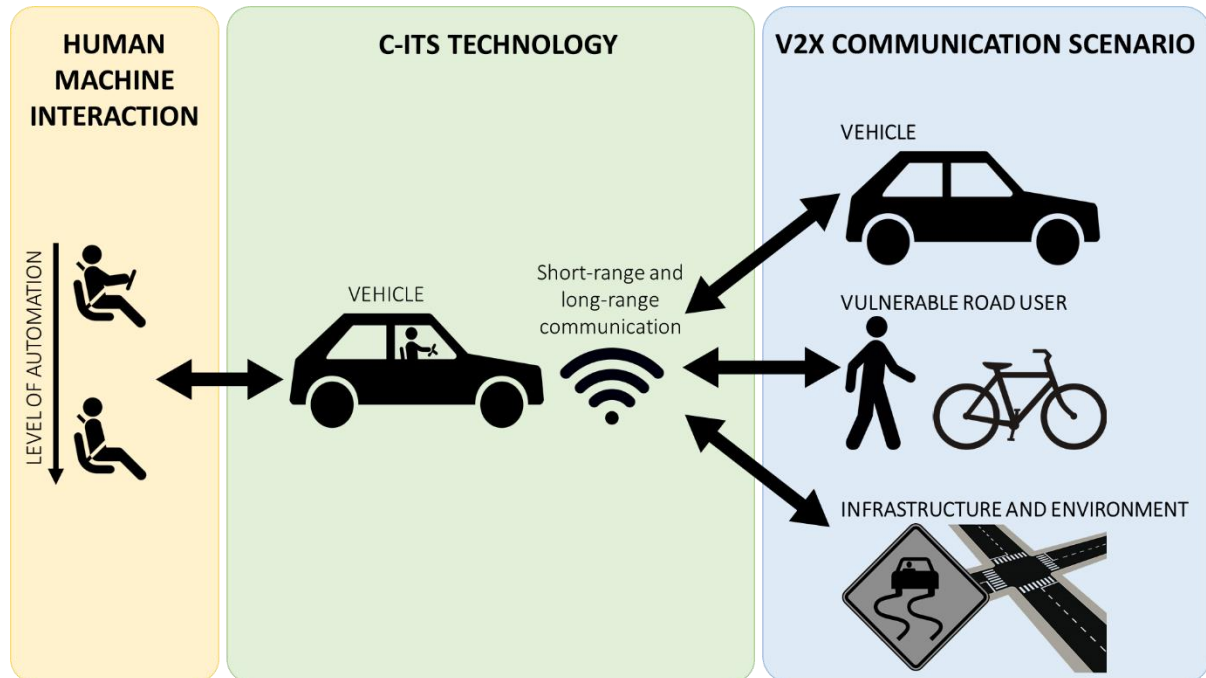 HUMAN
MACHINE
INTERACTION
LEVEL OF AUTOMATION
C-ITS TECHNOLOGY
VEHICLE
Short-range and
long-range
communication
V2X COMMUNICATION SCENARIO
VEHICLE
VULNERABLE ROAD USER
INFRASTRUCTURE AND ENVIRONMENT